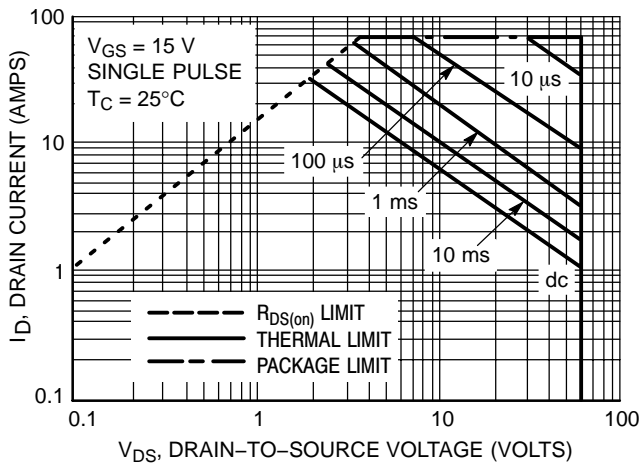 100
10
1
0.1
I_D, DRAIN CURRENT (AMPS)
V_GS = 15 V
SINGLE PULSE
T_C = 25°C
10 µs
100 µs
1 ms
10 ms
dc
R_DS(on) LIMIT
THERMAL LIMIT
PACKAGE LIMIT
0.1
1
10
100
V_DS, DRAIN−TO−SOURCE VOLTAGE (VOLTS)